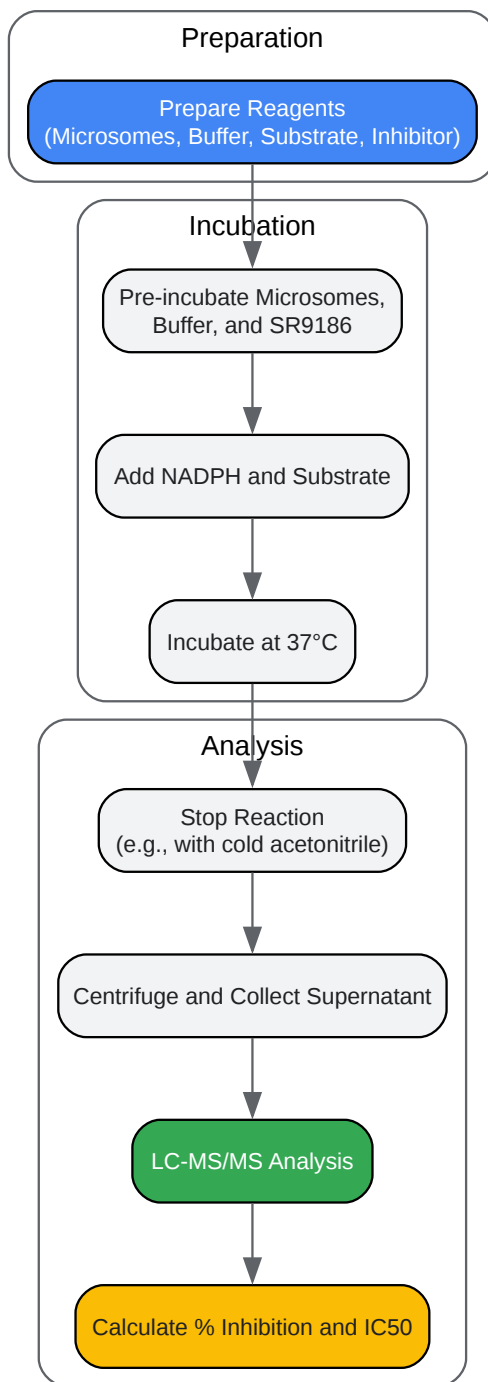 Preparation
Prepare Reagents
(Microsomes, Buffer, Substrate, Inhibitor)
Incubation
Pre-incubate Microsomes,
Buffer, and SR9186
Add NADPH and Substrate
Incubate at 37°C
Analysis
Stop Reaction
(e.g., with cold acetonitrile)
Centrifuge and Collect Supernatant
LC-MS/MS Analysis
Calculate % Inhibition and IC50